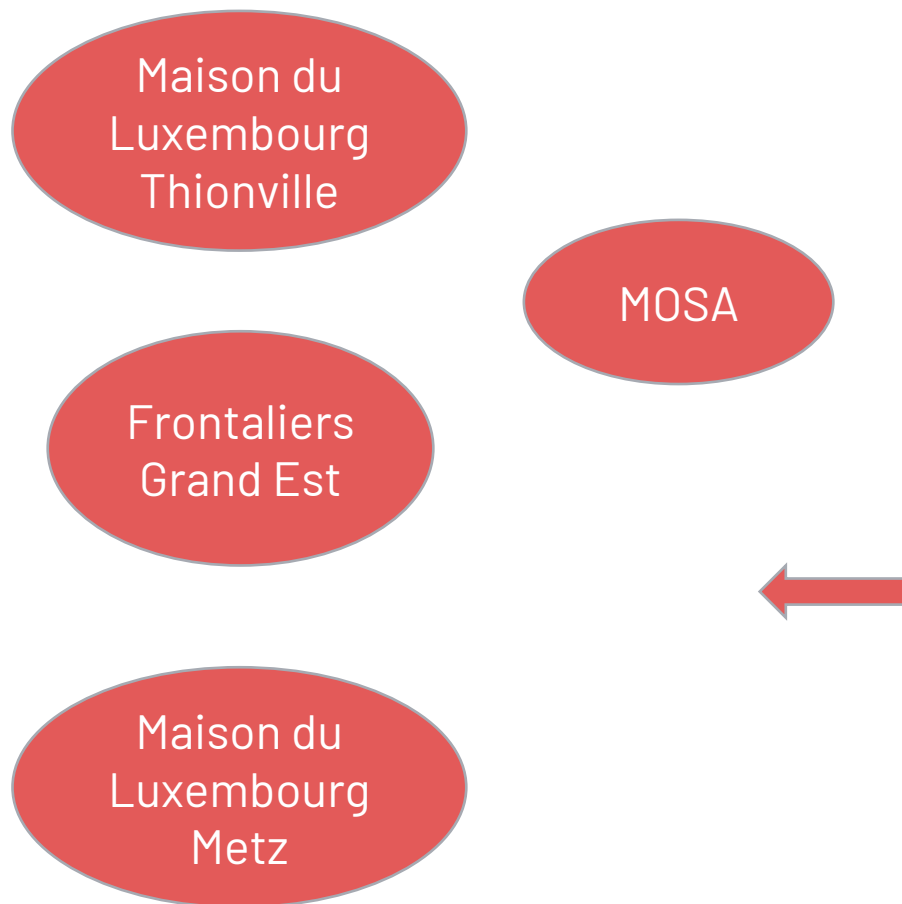 Maison du
Luxembourg
Thionville
MOSA
Frontaliers
Grand Est
Maison du
Luxembourg
Metz